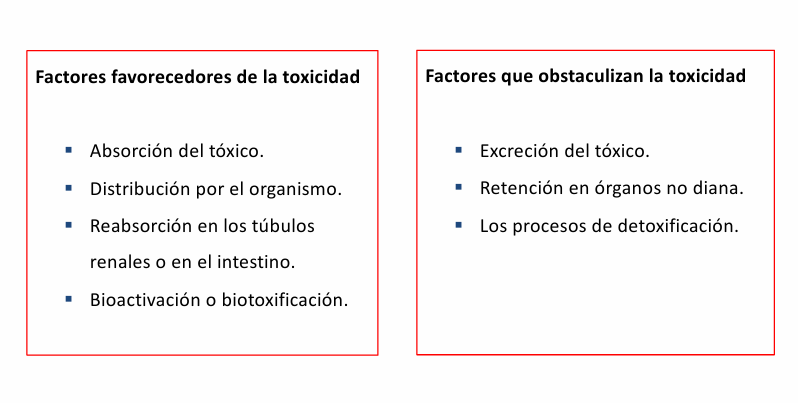 Factores favorecedores de la toxicidad
▪ Absorción del tóxico.
▪ Distribución por el organismo.
▪ Reabsorción en los túbulos
renales o en el intestino.
▪ Bioactivación o biotoxificación.
Factores que obstaculizan la toxicidad
▪ Excreción del tóxico.
▪ Retención en órganos no diana.
▪ Los procesos de detoxificación.